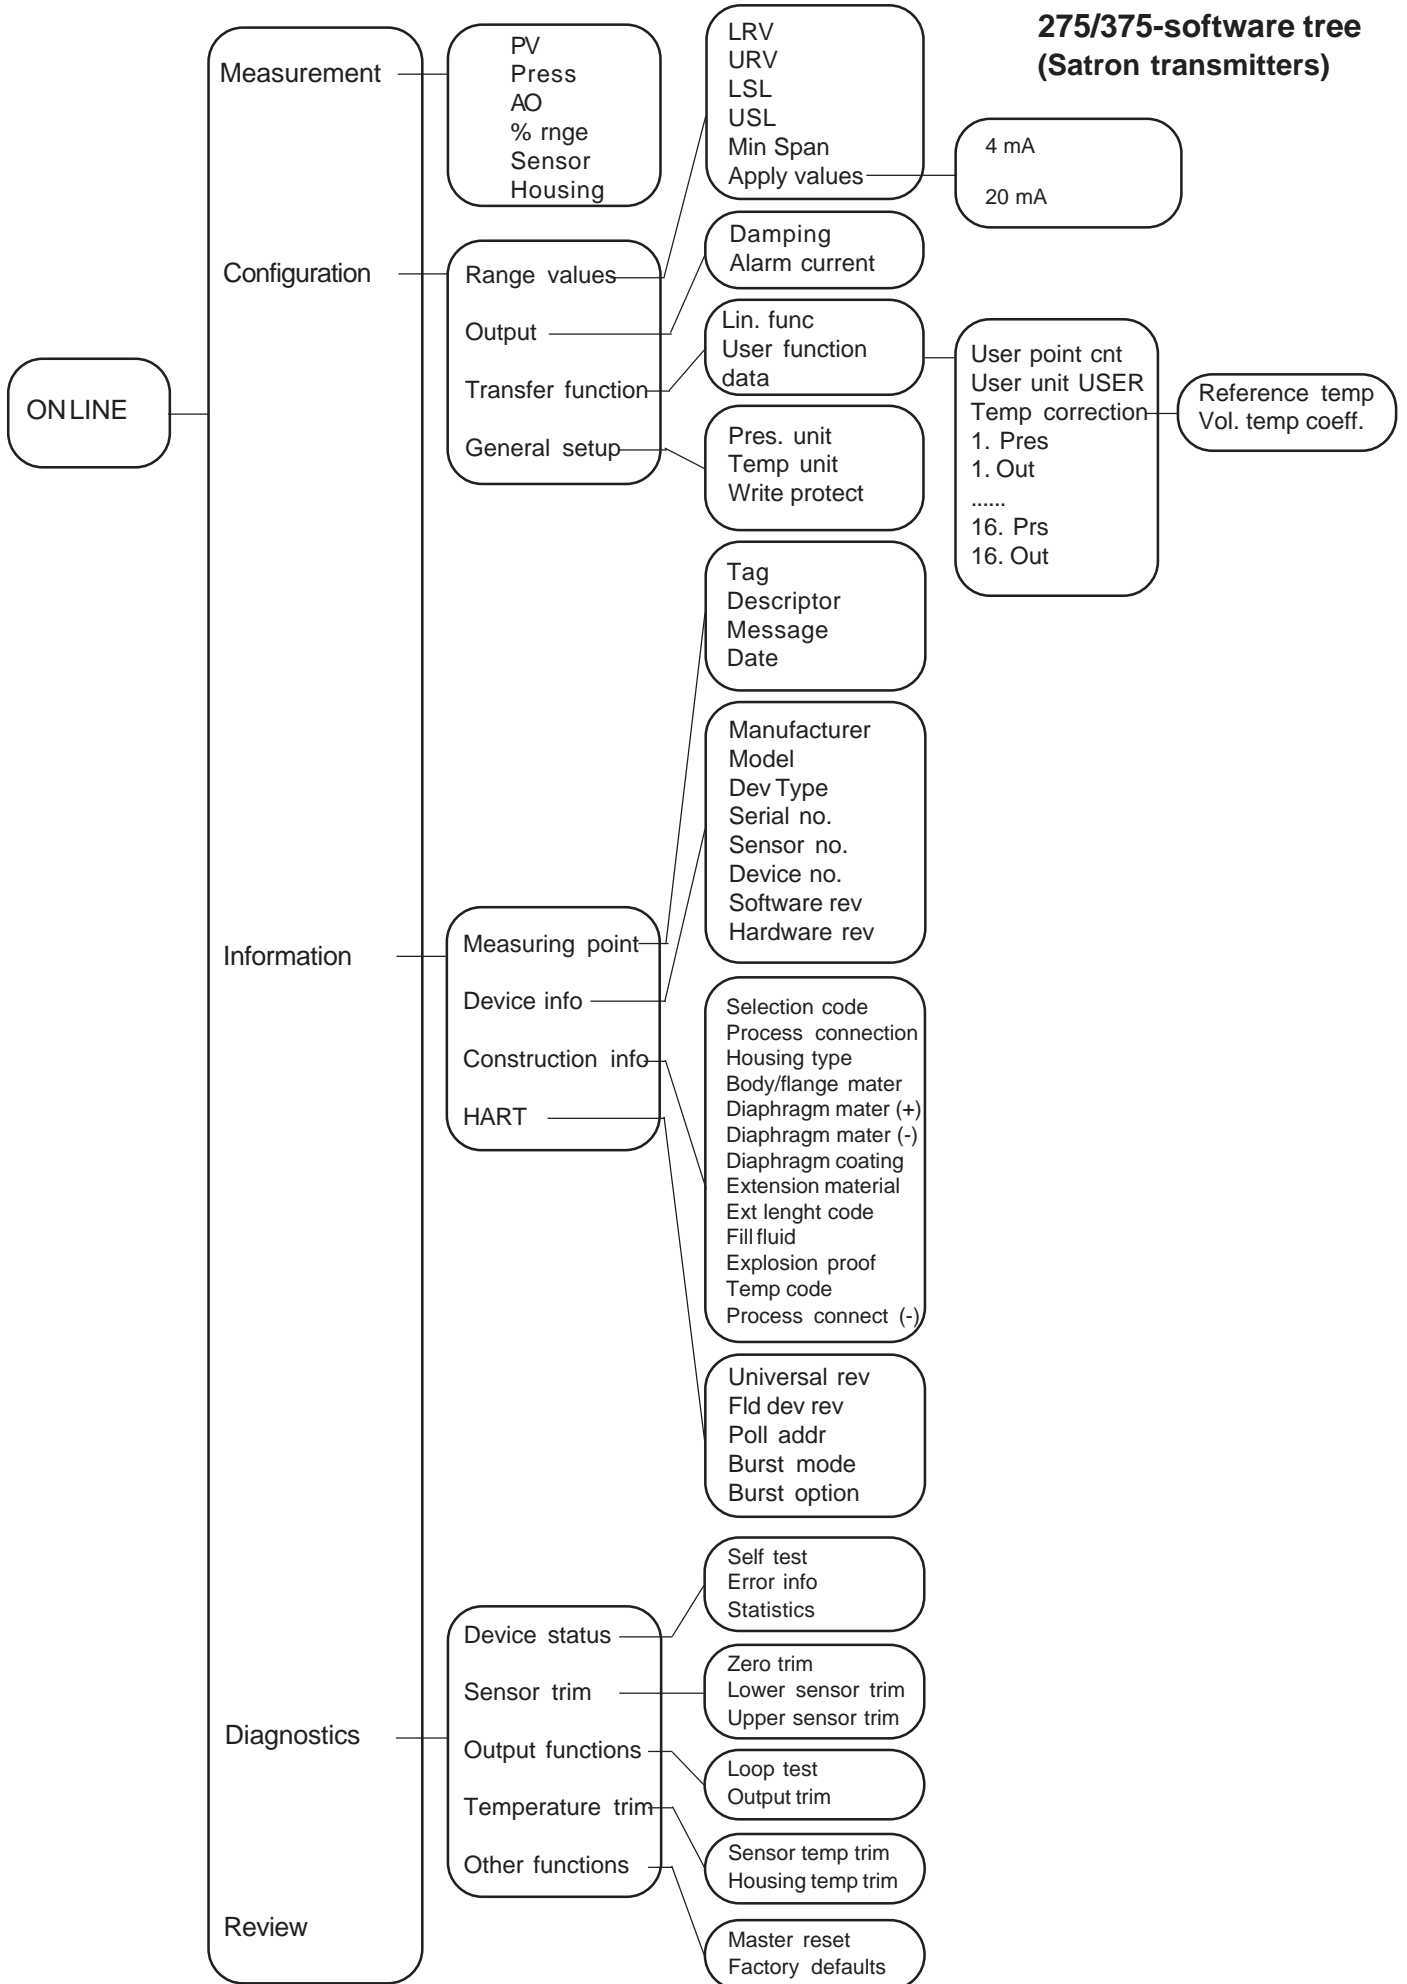 275/375-software tree
(Satron transmitters)
ONLINE
Measurement
PV
Press
AO
% rnge
Sensor
Housing
Configuration
Range values
Output
Transfer function
General setup
LRV
URV
LSL
USL
Min Span
Apply values
4 mA
20 mA
Damping
Alarm current
Lin. func
User function
data
User point cnt
User unit USER
Temp correction
1. Pres
1. Out
......
16. Prs
16. Out
Reference temp
Vol. temp coeff.
Pres. unit
Temp unit
Write protect
Information
Measuring point
Device info
Construction info
HART
Tag
Descriptor
Message
Date
Manufacturer
Model
Dev Type
Serial no.
Sensor no.
Device no.
Software rev
Hardware rev
Selection code
Process connection
Housing type
Body/flange mater
Diaphragm mater (+)
Diaphragm mater (-)
Diaphragm coating
Extension material
Ext lenght code
Fill fluid
Explosion proof
Temp code
Process connect (-)
Universal rev
Fld dev rev
Poll addr
Burst mode
Burst option
Diagnostics
Device status
Sensor trim
Output functions
Temperature trim
Other functions
Self test
Error info
Statistics
Zero trim
Lower sensor trim
Upper sensor trim
Loop test
Output trim
Sensor temp trim
Housing temp trim
Master reset
Factory defaults
Review